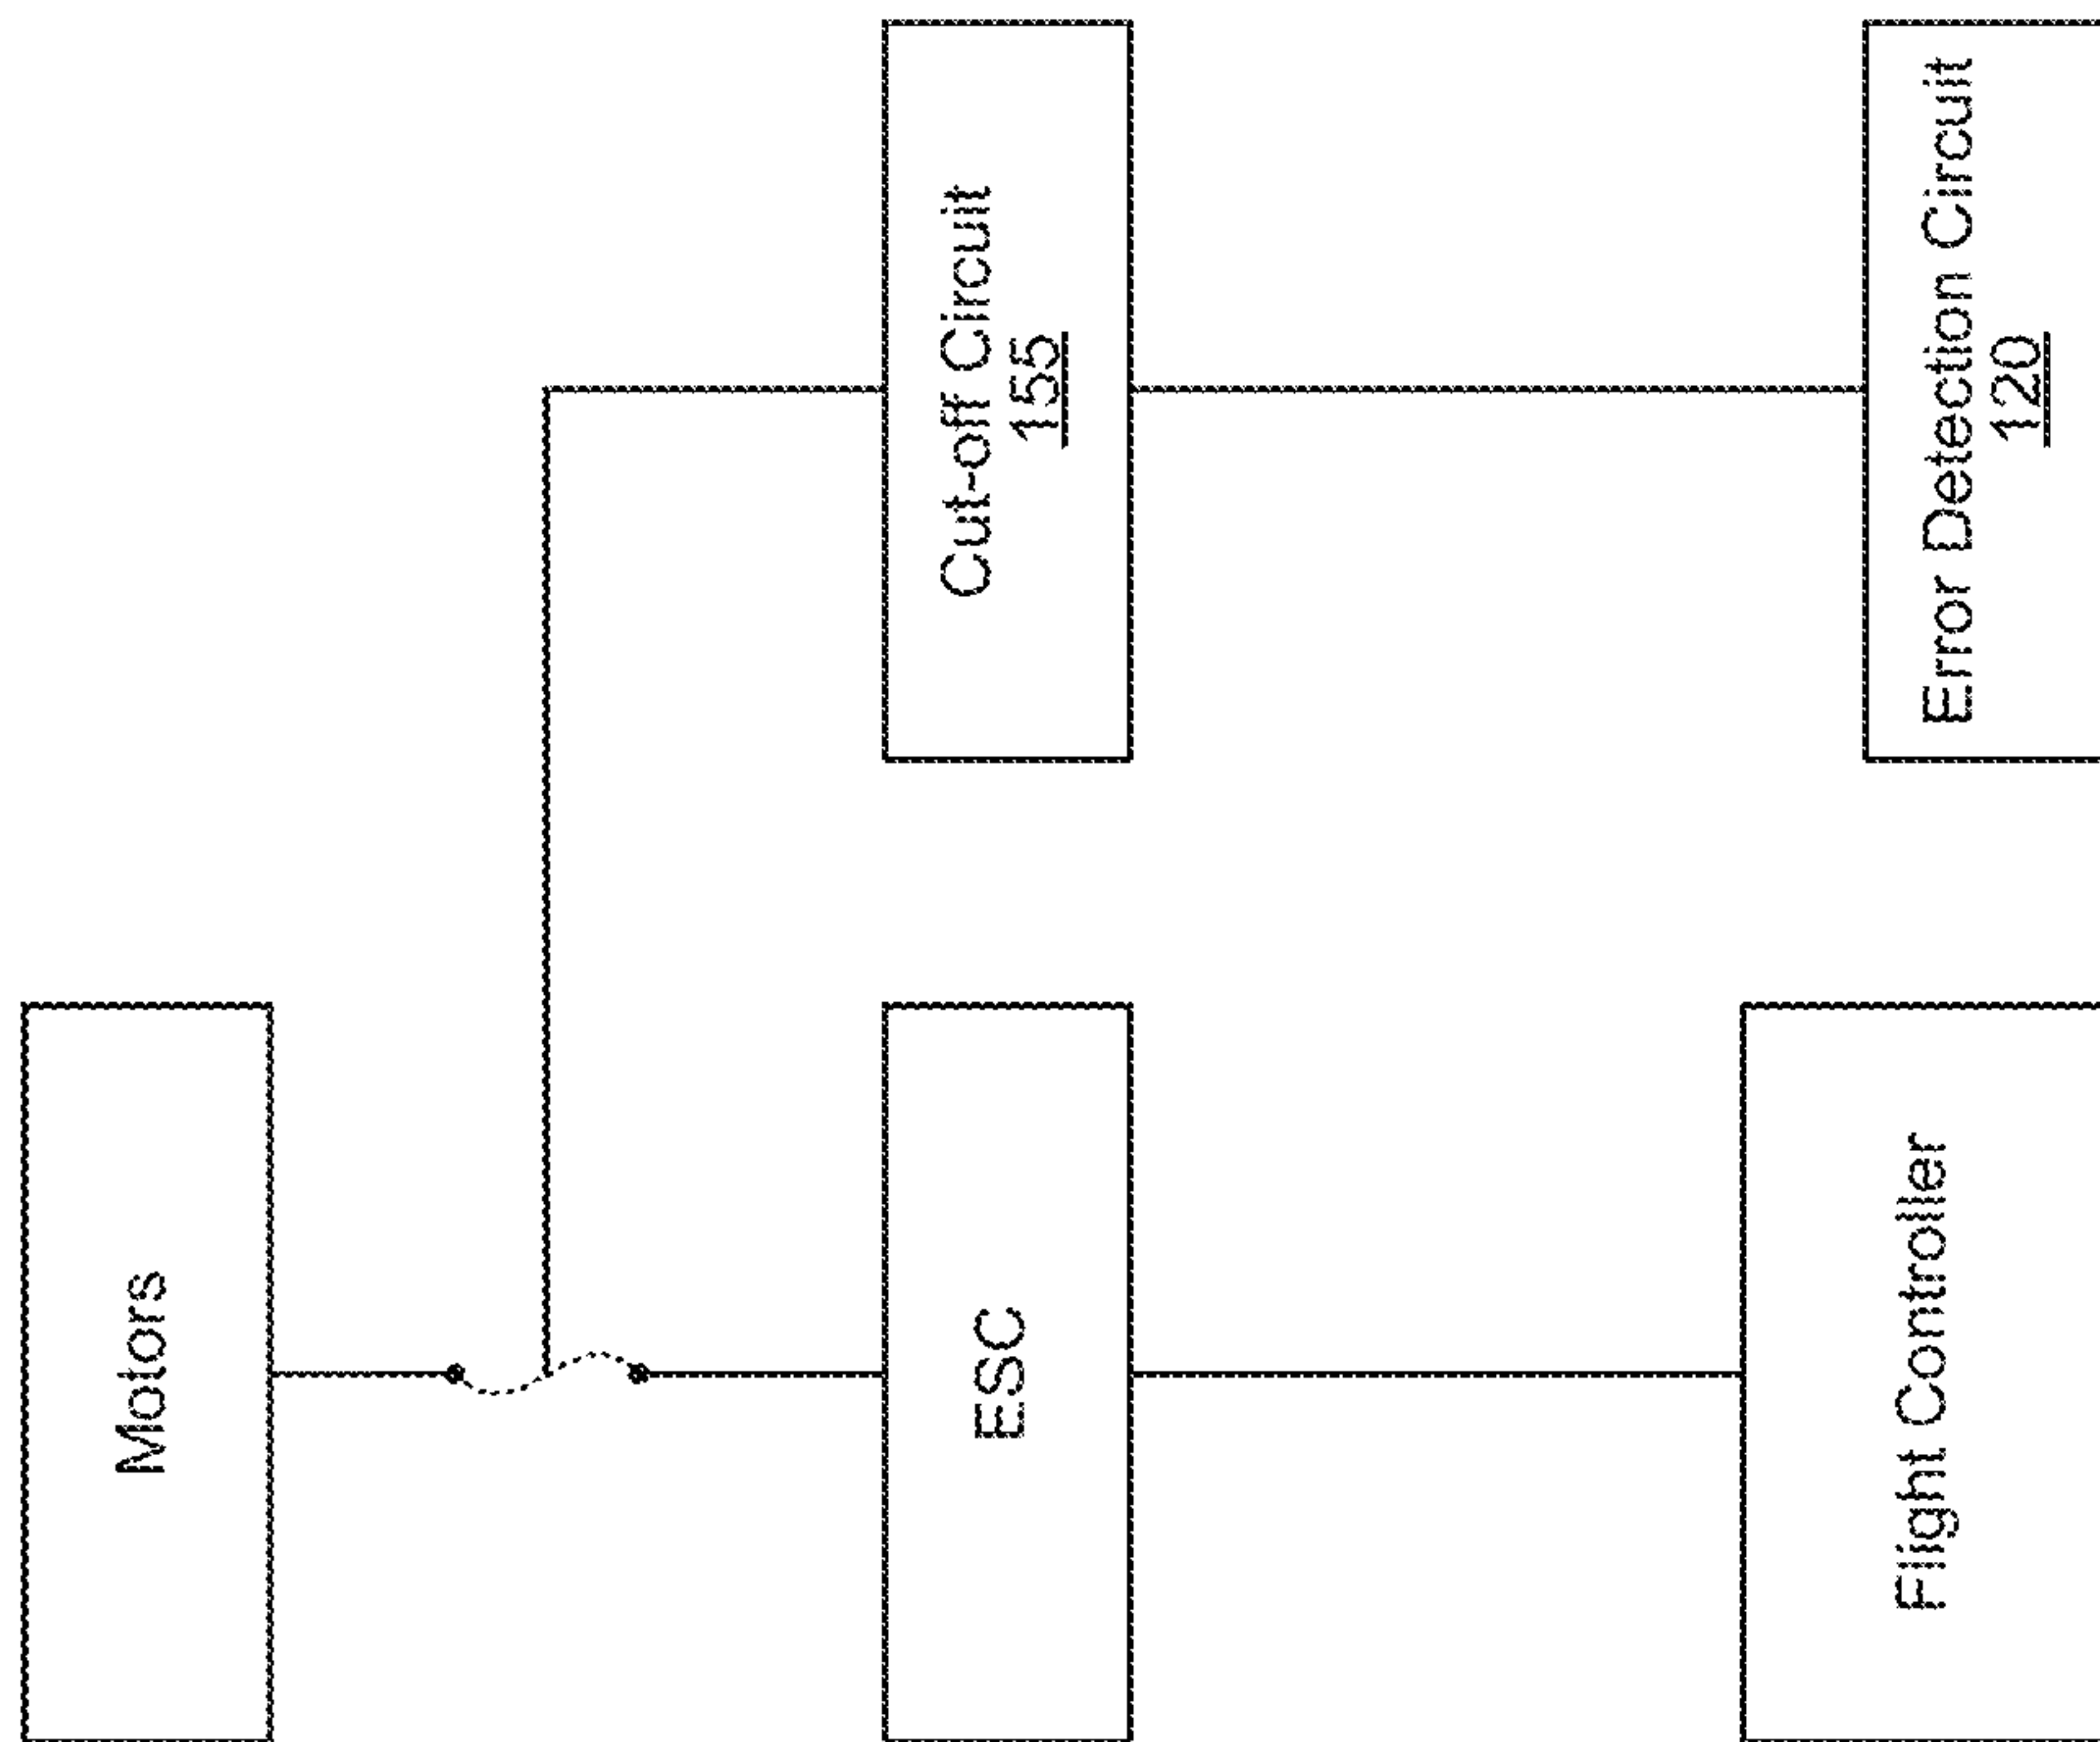 Motors
Cut-off Circuit
155
ESC
Error Detection Circuit
120
Flight Controller